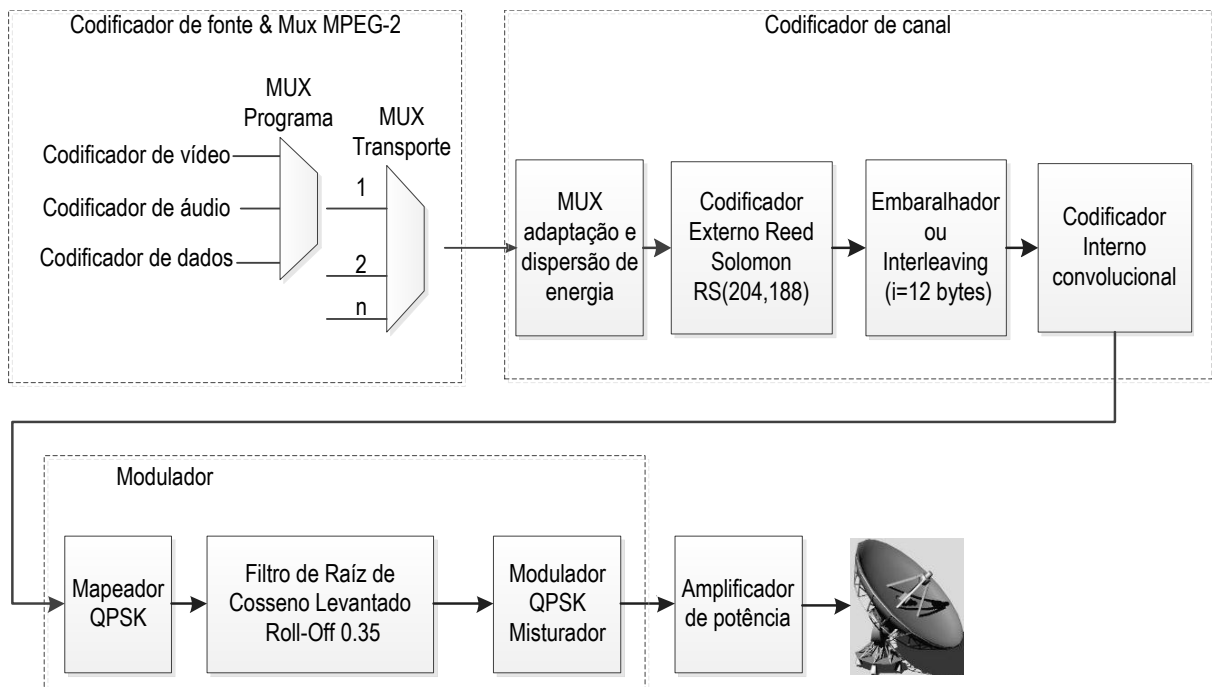 Codificador de fonte & Mux MPEG-2
MUX
Programa
MUX
Transporte
Codificador de vídeo
Codificador de áudio
Codificador de dados
1
2
n
Codificador de canal
MUX
adaptação e
dispersão de
energia
Codificador
Externo Reed
Solomon
RS(204,188)
Embaralhador
ou
Interleaving
(i=12 bytes)
Codificador
Interno
convolucional
Modulador
Mapeador
QPSK
Filtro de Raíz de
Cosseno Levantado
Roll-Off 0.35
Modulador
QPSK
Misturador
Amplificador
de potência